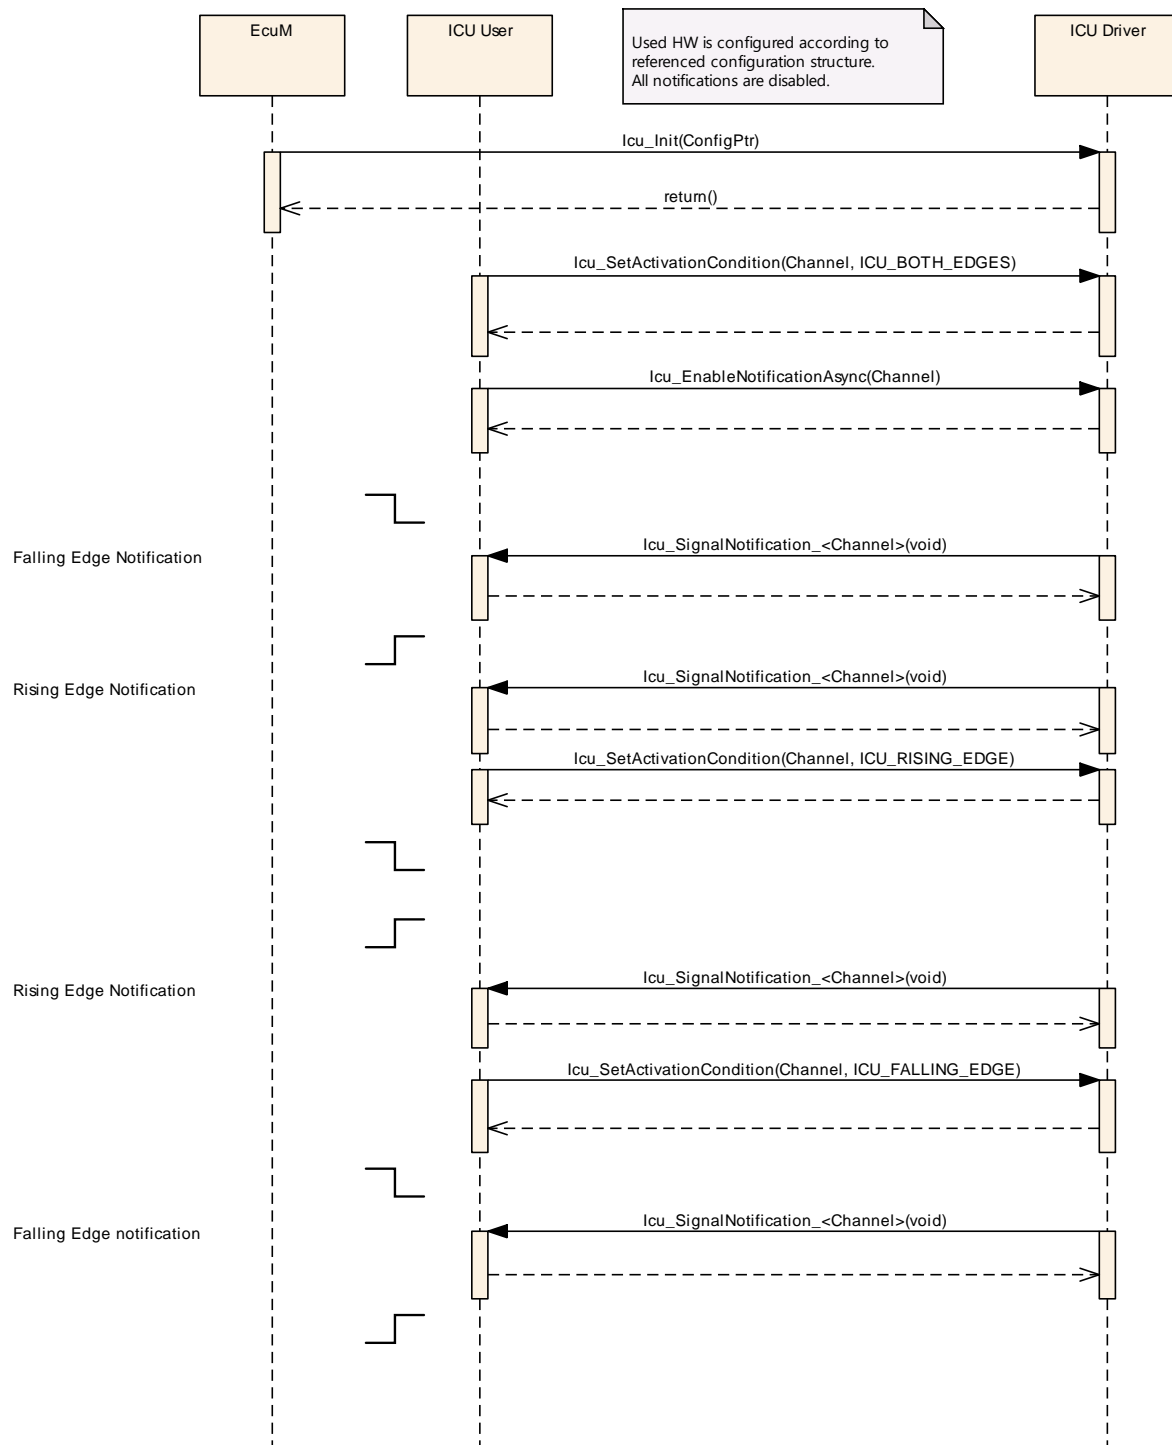 EcuM
ICU User
Used HW is configured according to
referenced configuration structure.
All notifications are disabled.
ICU Driver
Icu_Init(ConfigPtr)
return()
Icu_SetActivationCondition(Channel, ICU_BOTH_EDGES)
Icu_EnableNotificationAsync(Channel)
Icu_SignalNotification_<Channel>(void)
Falling Edge Notification
Icu_SignalNotification_<Channel>(void)
Rising Edge Notification
Icu_SetActivationCondition(Channel, ICU_RISING_EDGE)
Icu_SignalNotification_<Channel>(void)
Rising Edge Notification
Icu_SetActivationCondition(Channel, ICU_FALLING_EDGE)
Icu_SignalNotification_<Channel>(void)
Falling Edge notification